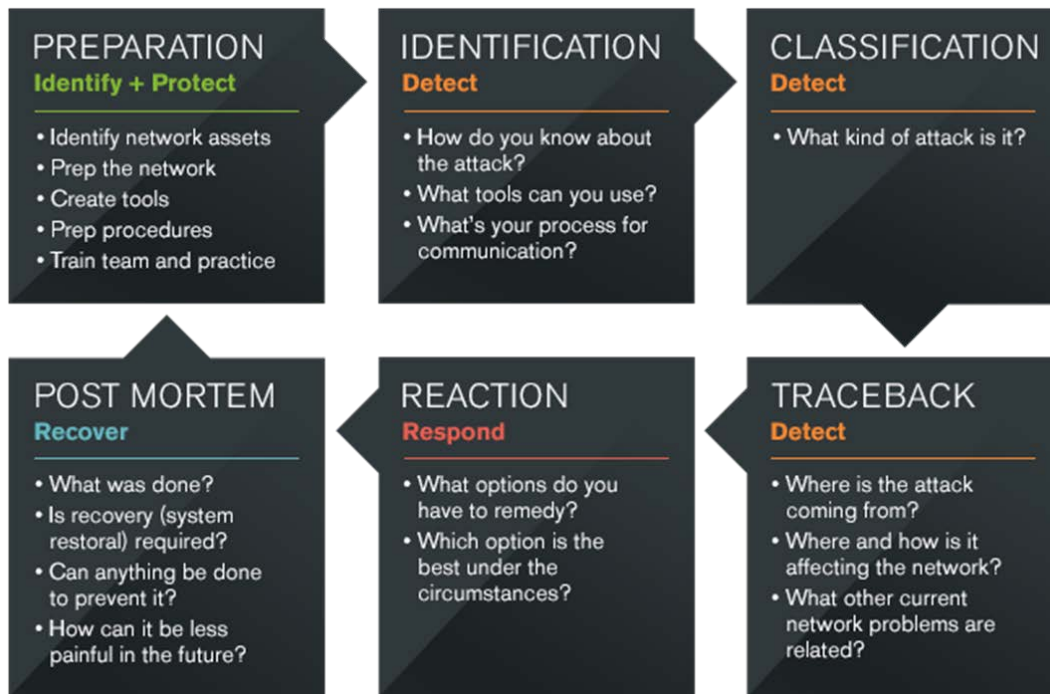 PREPARATION
Identify + Protect
• Identify network assets
• Prep the network
• Create tools
• Prep procedures
• Train team and practice
IDENTIFICATION
Detect
• How do you know about
the attack?
• What tools can you use?
• What's your process for
communication?
CLASSIFICATION
Detect
• What kind of attack is it?
TRACEBACK
Detect
• Where is the attack
coming from?
• Where and how is it
affecting the network?
• What other current
network problems are
related?
REACTION
Respond
• What options do you
have to remedy?
• Which option is the
best under the
circumstances?
POST MORTEM
Recover
• What was done?
• Is recovery (system
restoral) required?
• Can anything be done
to prevent it?
• How can it be less
painful in the future?